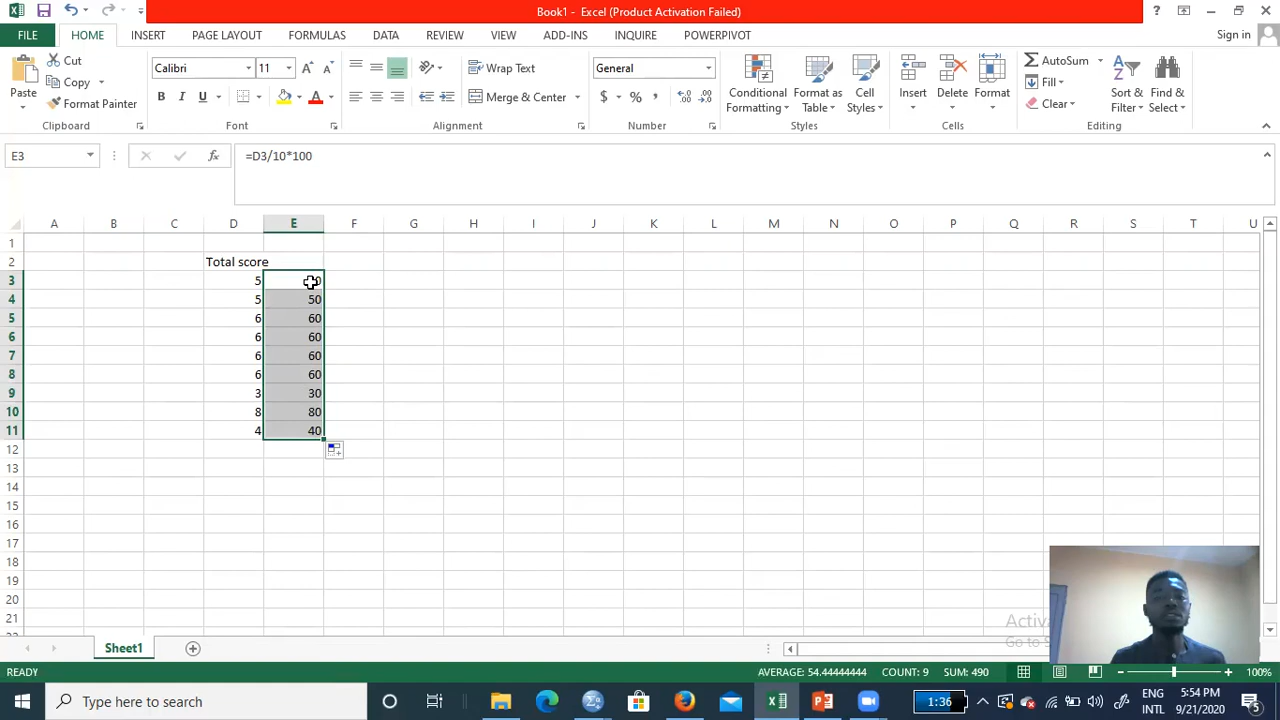 Book1 - Excel (Product Activation Failed)
FILE HOME INSERT PAGE LAYOUT FORMULAS DATA REVIEW VIEW ADD-INS INQUIRE POWERPIVOT Sign in
Cut
Copy
Format Painter
Paste
Clipboard
Calibri 11
B I U A
Font
Wrap Text
Merge & Center
Alignment
General
$ % ,
Number
Conditional Formatting
Format as Table
Cell Styles
Styles
Insert Delete Format
Cells
AutoSum
Fill
Clear
Sort & Filter
Find & Select
Editing
E3 fx =D3/10*100
A B C D E F G H I J K L M N O P Q R S T U
1
2 Total score
3 5
4 5 50
5 6 60
6 6 60
7 6 60
8 6 60
9 3 30
10 8 80
11 4 40
12
13
14
15
16
17
18
19
20
21
Sheet1
READY AVERAGE: 54.44444444 COUNT: 9 SUM: 490 100%
Type here to search
1:36
ENG
INTL
5:54 PM
9/21/2020
5